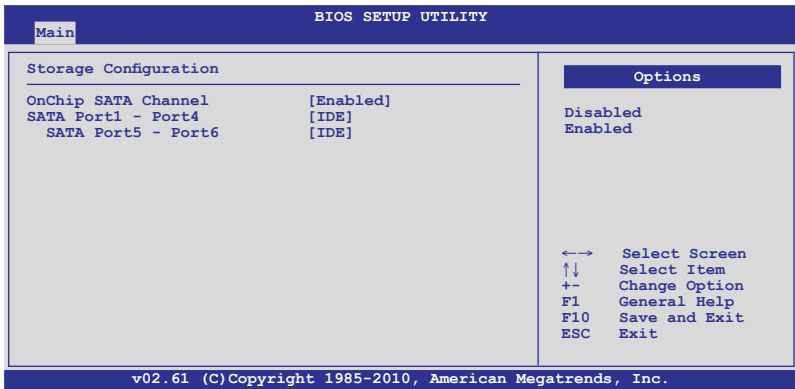 BIOS SETUP UTILITY
Main
Storage Configuration
OnChip SATA Channel [Enabled]
SATA Port1 - Port4 [IDE]
SATA Port5 - Port6 [IDE]
Options
Disabled
Enabled
←→ Select Screen
↑↓ Select Item
+- Change Option
F1 General Help
F10 Save and Exit
ESC Exit
v02.61 (C)Copyright 1985-2010, American Megatrends, Inc.